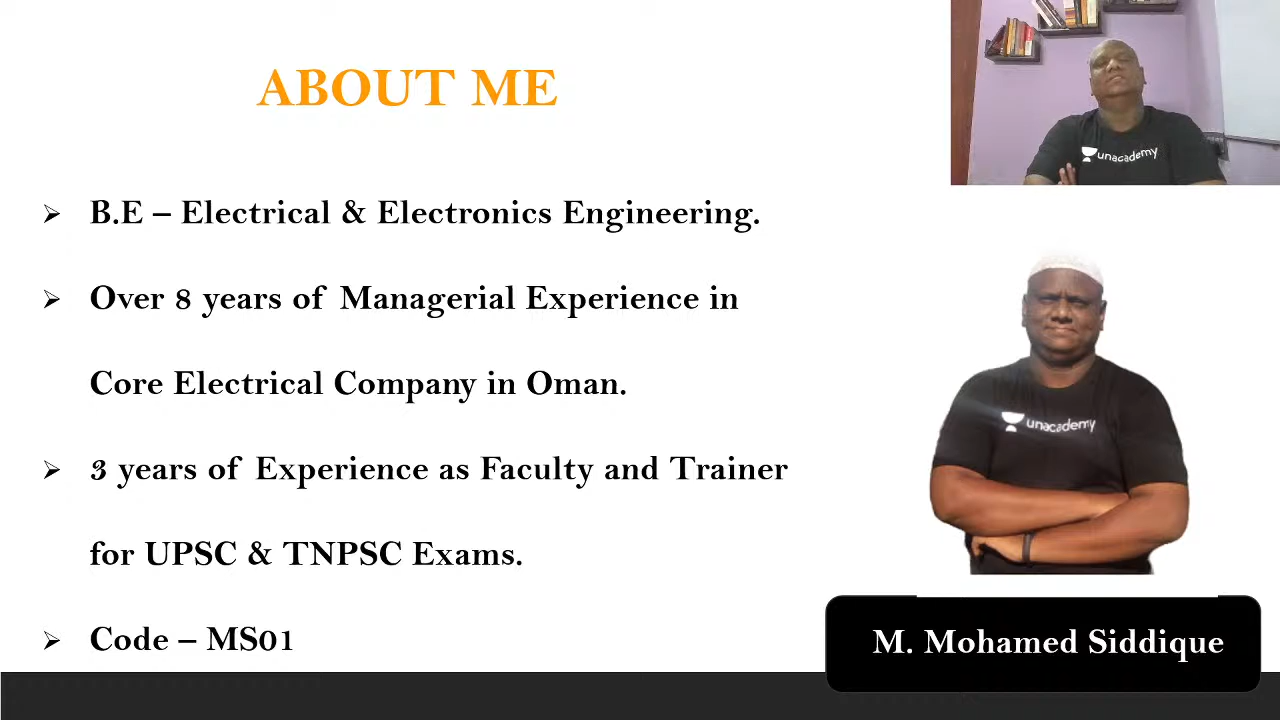 ABOUT ME
unacademy
➢ B.E – Electrical & Electronics Engineering.
➢ Over 8 years of Managerial Experience in
Core Electrical Company in Oman.
unacademy
➢ 3 years of Experience as Faculty and Trainer
for UPSC & TNPSC Exams.
➢ Code – MS01
M. Mohamed Siddique